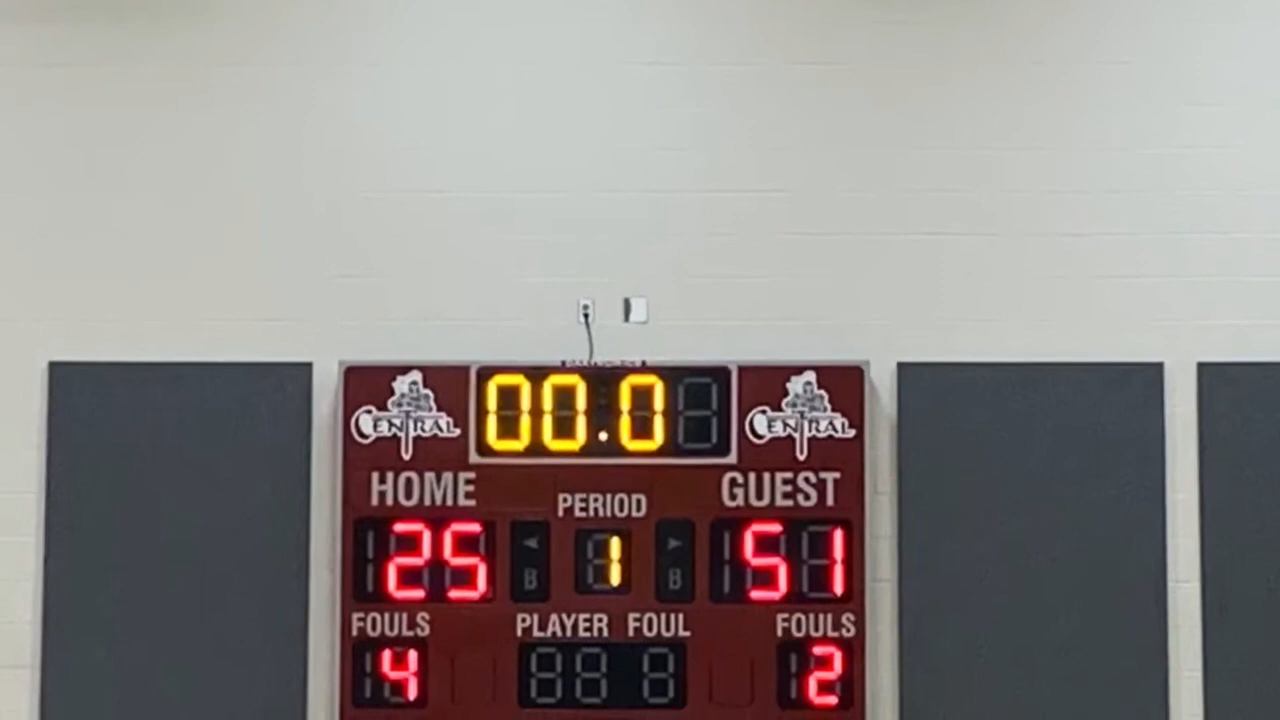 CENTRAL 00.0 CENTRAL
HOME PERIOD GUEST
25 1 51
B B
FOULS PLAYER FOUL FOULS
4 2